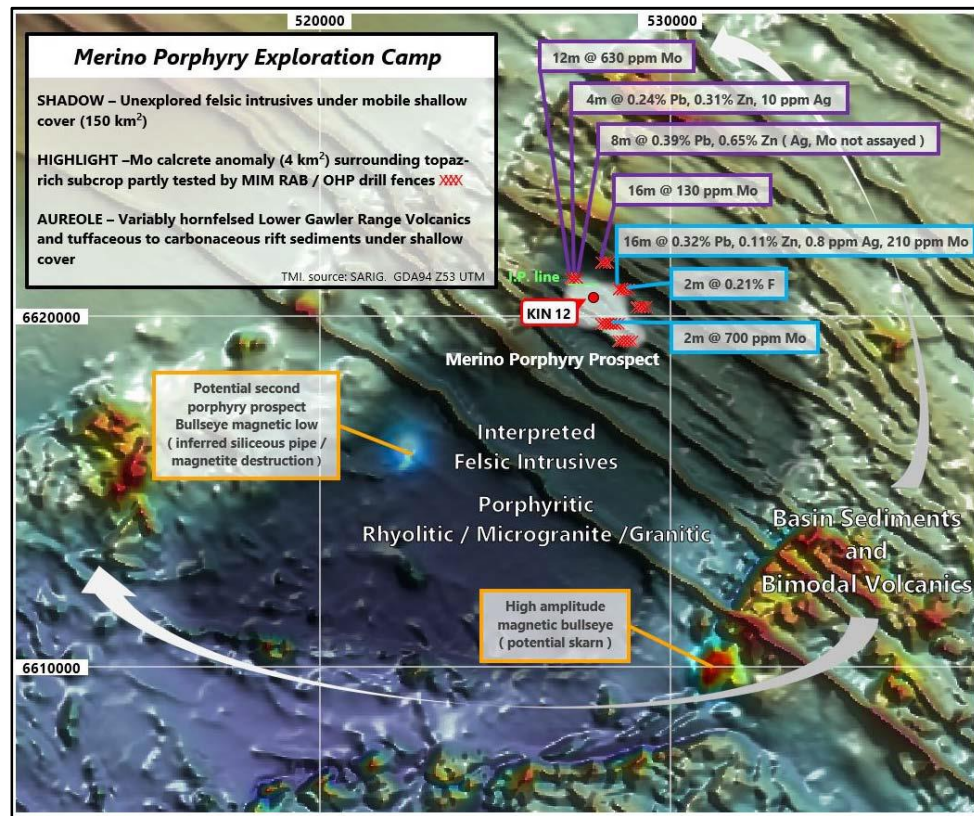 520000
530000
Merino Porphyry Exploration Camp
SHADOW – Unexplored felsic intrusives under mobile shallow
cover (150 km²)
HIGHLIGHT –Mo calcrete anomaly (4 km²) surrounding topaz-
rich subcrop partly tested by MIM RAB / OHP drill fences XXX
AUREOLE – Variably hornfelsed Lower Gawler Range Volcanics
and tuffaceous to carbonaceous rift sediments under shallow
cover
TMI. source: SARIG. GDA94 Z53 UTM
12m @ 630 ppm Mo
4m @ 0.24% Pb, 0.31% Zn, 10 ppm Ag
8m @ 0.39% Pb, 0.65% Zn ( Ag, Mo not assayed )
16m @ 130 ppm Mo
16m @ 0.32% Pb, 0.11% Zn, 0.8 ppm Ag, 210 ppm Mo
I.P. line
2m @ 0.21% F
KIN 12
6620000
2m @ 700 ppm Mo
Merino Porphyry Prospect
Potential second
porphyry prospect
Bullseye magnetic low
( inferred siliceous pipe /
magnetite destruction )
Interpreted
Felsic Intrusives
Porphyritic
Rhyolitic / Microgranite /Granitic
Basin Sediments
and
Bimodal Volcanics
High amplitude
magnetic bullseye
( potential skarn )
6610000